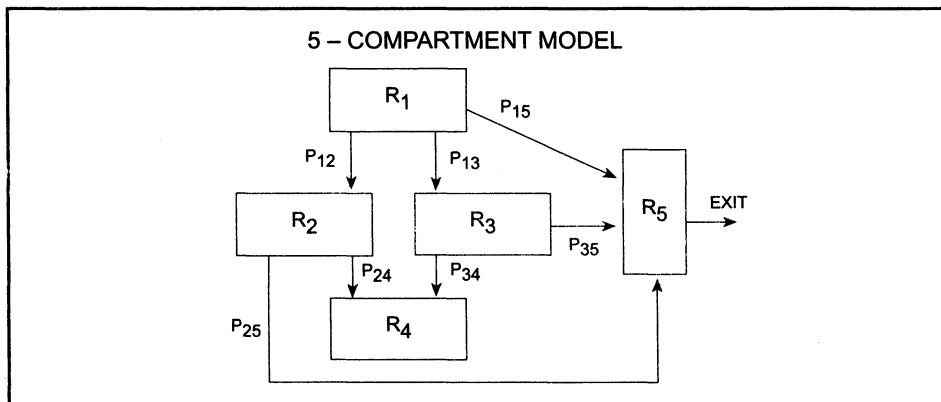 5 – COMPARTMENT MODEL
R1
P15
P12
P13
R2
R3
R5
EXIT
P35
P24
P34
P25
R4